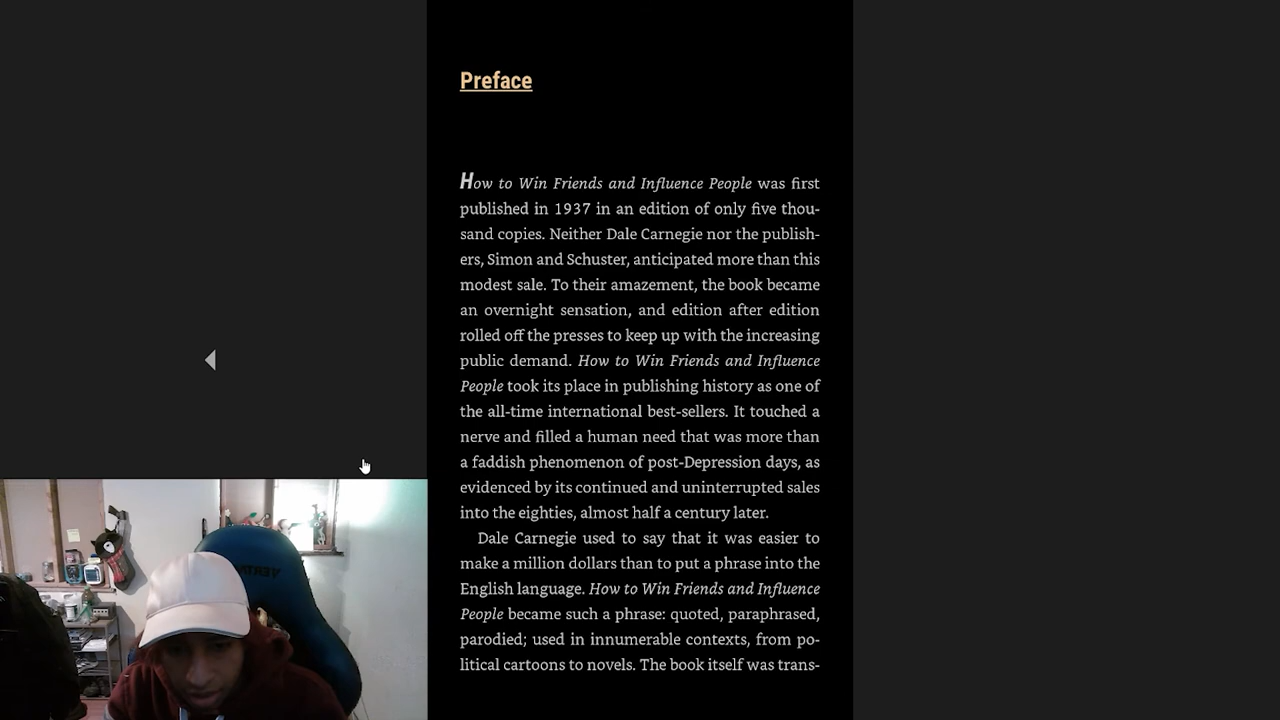 Preface
How to Win Friends and Influence People was first
published in 1937 in an edition of only five thou-
sand copies. Neither Dale Carnegie nor the publish-
ers, Simon and Schuster, anticipated more than this
modest sale. To their amazement, the book became
an overnight sensation, and edition after edition
rolled off the presses to keep up with the increasing
public demand. How to Win Friends and Influence
People took its place in publishing history as one of
the all-time international best-sellers. It touched a
nerve and filled a human need that was more than
a faddish phenomenon of post-Depression days, as
evidenced by its continued and uninterrupted sales
into the eighties, almost half a century later.
Dale Carnegie used to say that it was easier to
make a million dollars than to put a phrase into the
English language. How to Win Friends and Influence
People became such a phrase: quoted, paraphrased,
parodied; used in innumerable contexts, from po-
litical cartoons to novels. The book itself was trans-